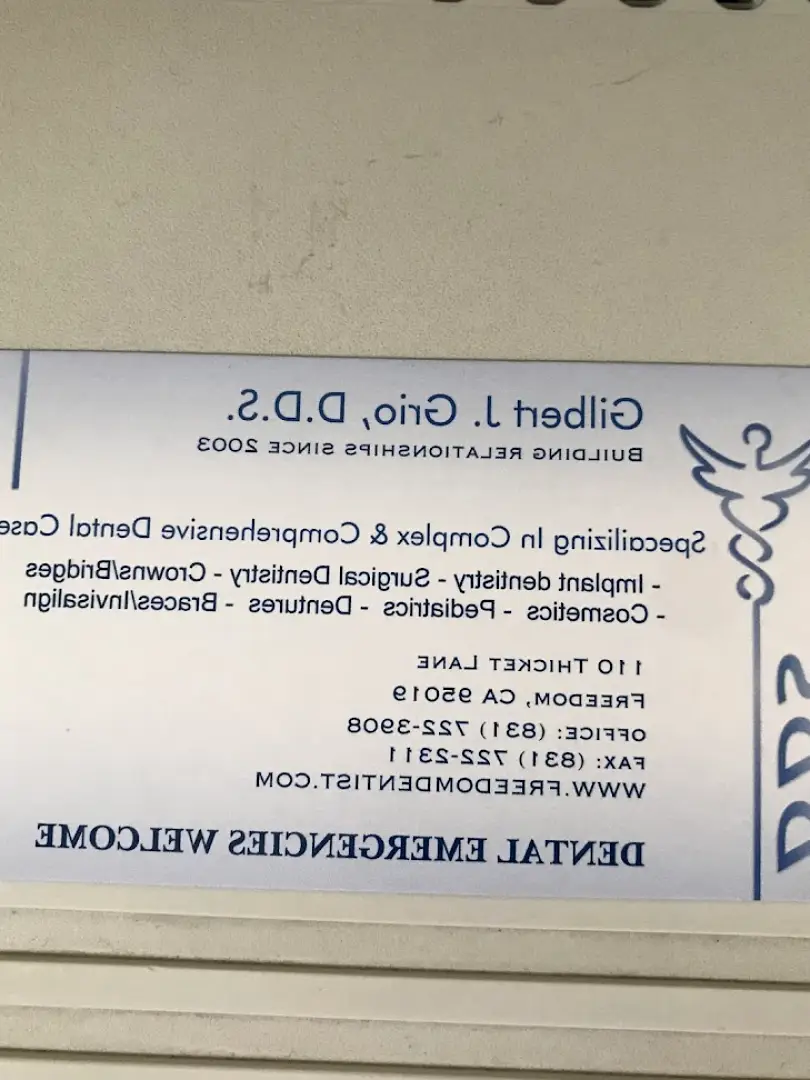 Gilbert J. Grio, D.D.S.
BUILDING RELATIONSHIPS SINCE 2003
Specailizing In Complex & Comprehensive Dental Case
- Implant dentistry - Surgical Dentistry - Crowns/Bridges
- Cosmetics - Pediatrics - Dentures - Braces/Invisalign
110 THICKET LANE
FREEDOM, CA 95019
OFFICE: (831) 722-3908
FAX: (831) 722-2311
WWW.FREEDOMDENTIST.COM
DENTAL EMERGENCIES WELCOME
DDS